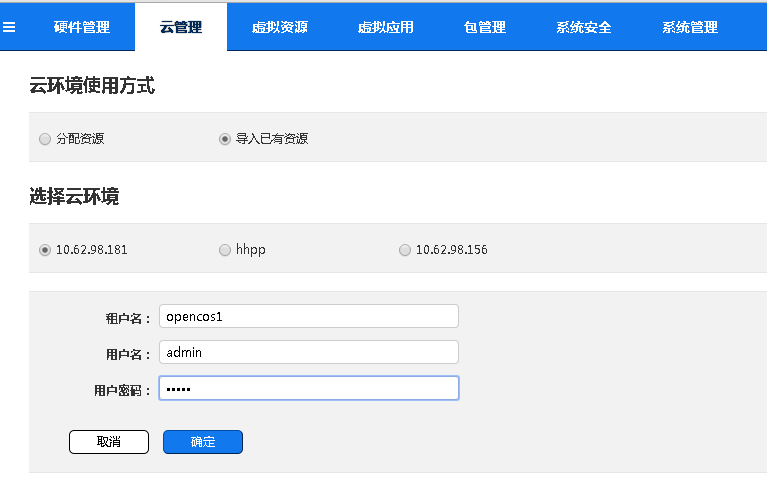 硬件管理 云管理 虚拟资源 虚拟应用 包管理 系统安全 系统管理
云环境使用方式
分配资源 导入已有资源
选择云环境
10.62.98.181 hhpp 10.62.98.156
租户名： opencos1
用户名： admin
用户密码： •••••
取消 确定